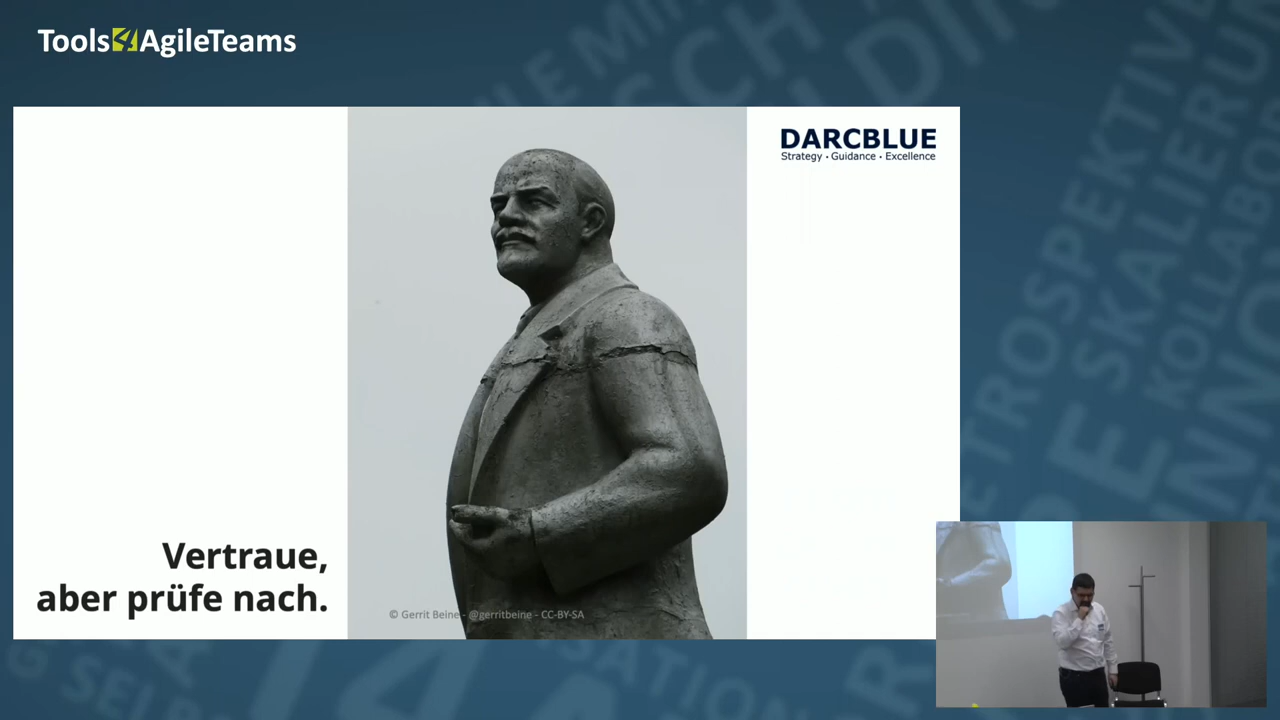 Tools4AgileTeams
DARCBLUE
Strategy · Guidance · Excellence
Vertraue,
aber prüfe nach.
© Gerrit Beine - @gerritbeine - CC-BY-SA